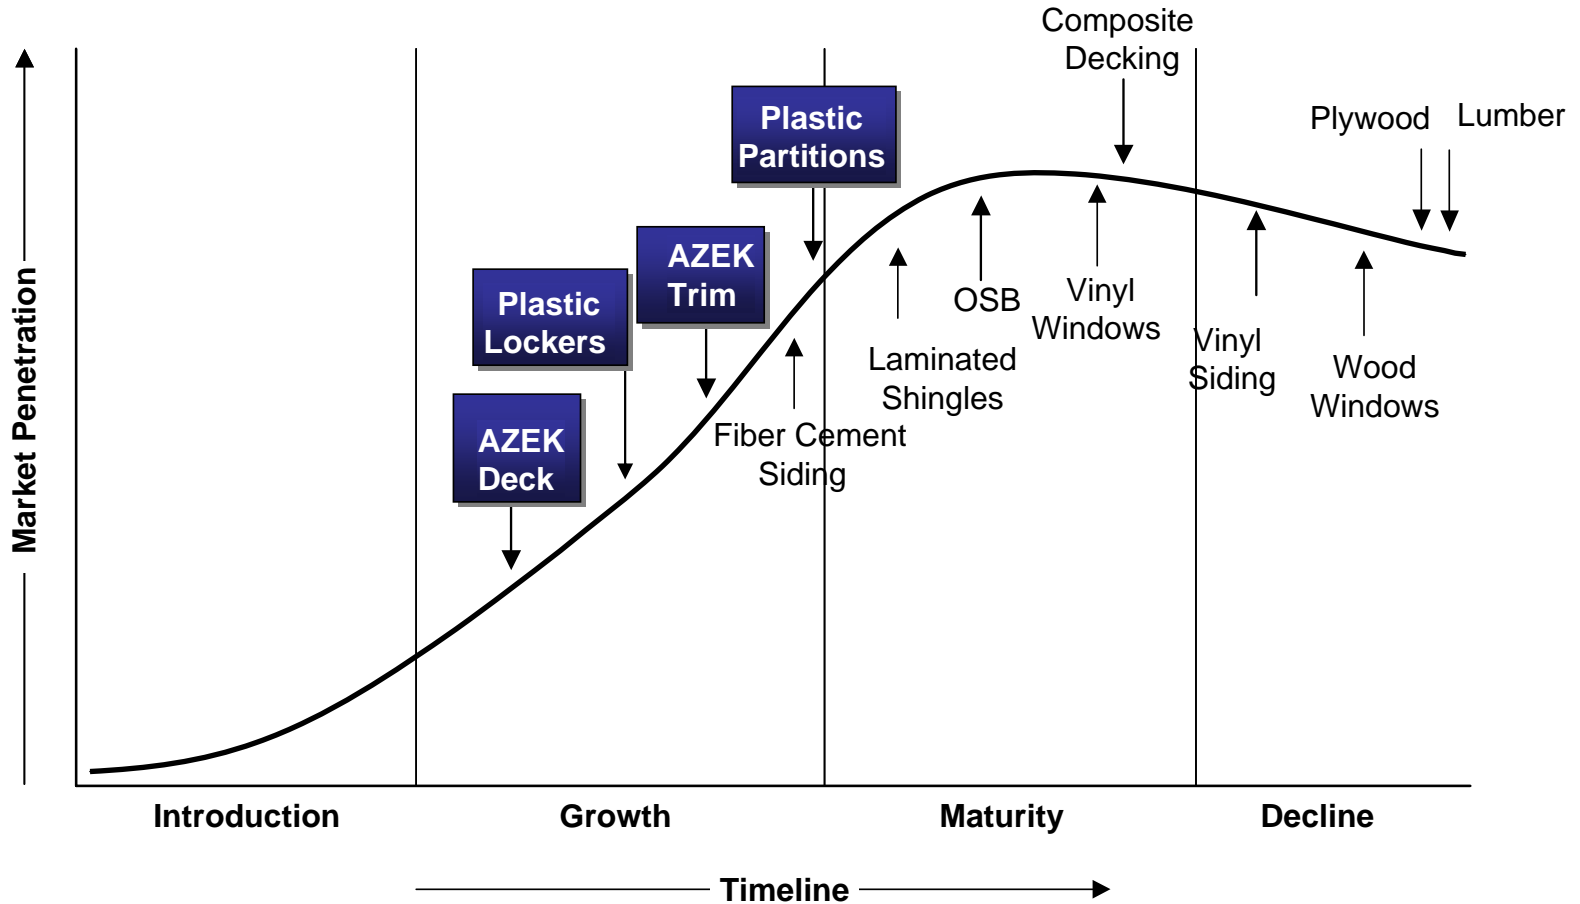 Composite
Decking
Plywood
Lumber
Plastic
Partitions
AZEK
Trim
Plastic
Lockers
AZEK
Deck
Fiber Cement
Siding
Laminated
Shingles
OSB
Vinyl
Windows
Vinyl
Siding
Wood
Windows
Market Penetration
Introduction
Growth
Maturity
Decline
Timeline